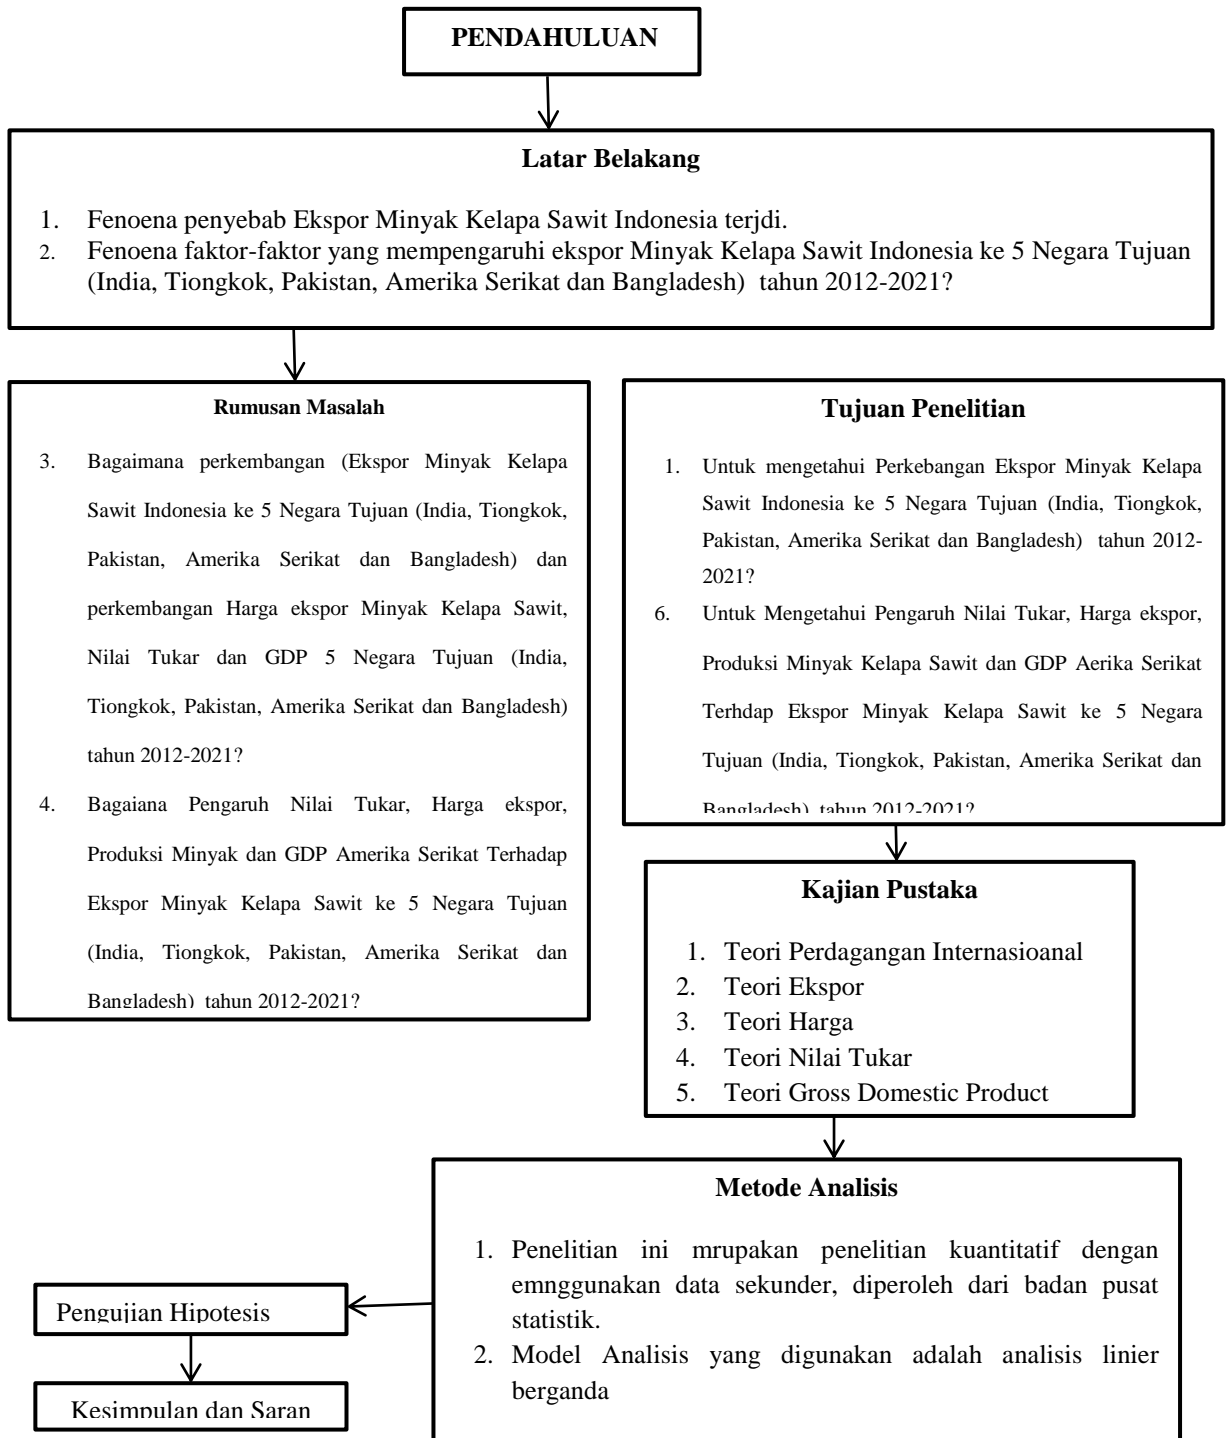 PENDAHULUAN
Latar Belakang
1. Fenoena penyebab Ekspor Minyak Kelapa Sawit Indonesia terjdi.
2. Fenoena faktor-faktor yang mempengaruhi ekspor Minyak Kelapa Sawit Indonesia ke 5 Negara Tujuan
(India, Tiongkok, Pakistan, Amerika Serikat dan Bangladesh) tahun 2012-2021?
Rumusan Masalah
3. Bagaimana perkembangan (Ekspor Minyak Kelapa
Sawit Indonesia ke 5 Negara Tujuan (India, Tiongkok,
Pakistan, Amerika Serikat dan Bangladesh) dan
perkembangan Harga ekspor Minyak Kelapa Sawit,
Nilai Tukar dan GDP 5 Negara Tujuan (India,
Tiongkok, Pakistan, Amerika Serikat dan Bangladesh)
tahun 2012-2021?
4. Bagaiana Pengaruh Nilai Tukar, Harga ekspor,
Produksi Minyak dan GDP Amerika Serikat Terhadap
Ekspor Minyak Kelapa Sawit ke 5 Negara Tujuan
(India, Tiongkok, Pakistan, Amerika Serikat dan
Bangladesh) tahun 2012-2021?
Tujuan Penelitian
1. Untuk mengetahui Perkebangan Ekspor Minyak Kelapa
Sawit Indonesia ke 5 Negara Tujuan (India, Tiongkok,
Pakistan, Amerika Serikat dan Bangladesh) tahun 2012-
2021?
6. Untuk Mengetahui Pengaruh Nilai Tukar, Harga ekspor,
Produksi Minyak Kelapa Sawit dan GDP Aerika Serikat
Terhdap Ekspor Minyak Kelapa Sawit ke 5 Negara
Tujuan (India, Tiongkok, Pakistan, Amerika Serikat dan
Bangladesh) tahun 2012-2021?
Kajian Pustaka
1. Teori Perdagangan Internasioanal
2. Teori Ekspor
3. Teori Harga
4. Teori Nilai Tukar
5. Teori Gross Domestic Product
Metode Analisis
1. Penelitian ini mrupakan penelitian kuantitatif dengan
emnggunakan data sekunder, diperoleh dari badan pusat
statistik.
2. Model Analisis yang digunakan adalah analisis linier
berganda
Pengujian Hipotesis
Kesimpulan dan Saran